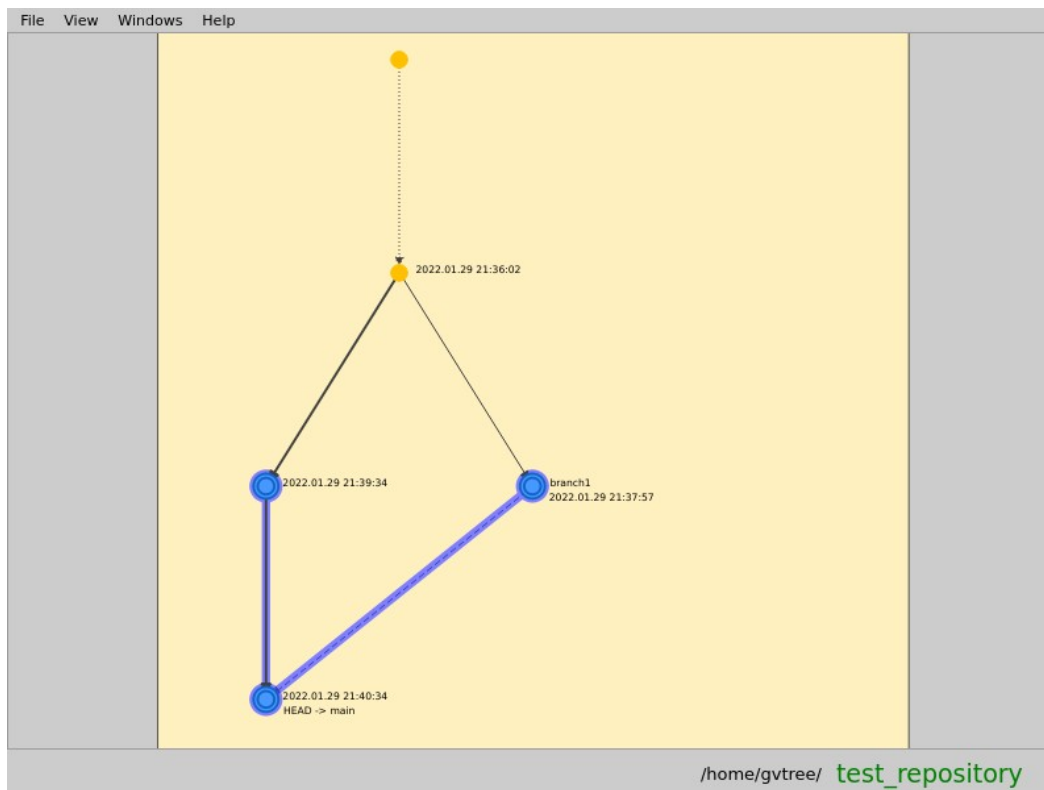 File View Windows Help
2022.01.29 21:36:02
2022.01.29 21:39:34
branch1
2022.01.29 21:37:57
2022.01.29 21:40:34
HEAD -> main
/home/gvtree/ test_repository